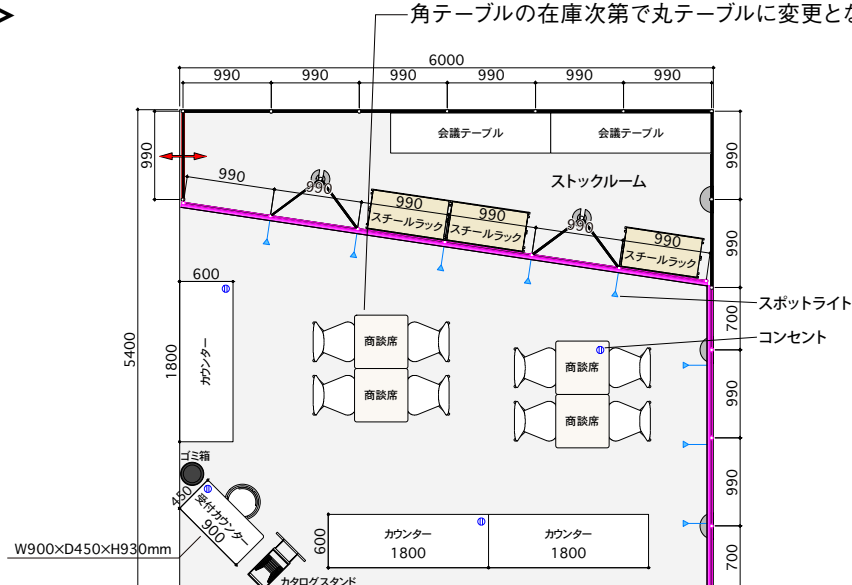 角テーブルの在庫次第で丸テーブルに変更とな
6000
990 990 990 990 990 990
会議テーブル 会議テーブル
990
990
ストックルーム
990
990
990
スチールラック
990
スチールラック
990
990
スチールラック
990
600
スポットライト
700
コンセント
5400
1800
カウンター
商談席
商談席
商談席
商談席
990
ゴミ箱
450
受付カウンター
900
990
W900×D450×H930mm
600
カウンター
1800
カウンター
1800
700
カタログスタンド